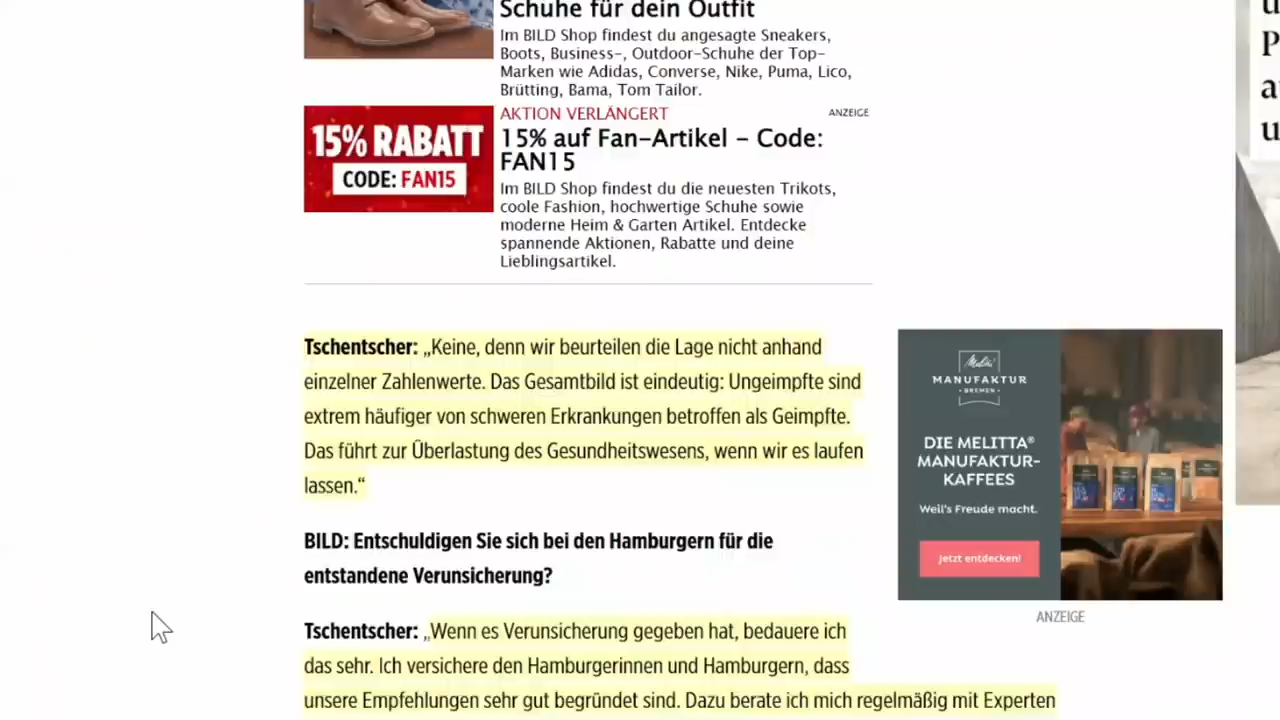 Schuhe für dein Outfit
Im BILD Shop findest du angesagte Sneakers,
Boots, Business-, Outdoor-Schuhe der Top-
Marken wie Adidas, Converse, Nike, Puma, Lico,
Brütting, Bama, Tom Tailor.
15% RABATT
CODE: FAN15
AKTION VERLÄNGERT
ANZEIGE
15% auf Fan-Artikel - Code:
FAN15
Im BILD Shop findest du die neuesten Trikots,
coole Fashion, hochwertige Schuhe sowie
moderne Heim & Garten Artikel. Entdecke
spannende Aktionen, Rabatte und deine
Lieblingsartikel.
Tschentscher: „Keine, denn wir beurteilen die Lage nicht anhand
einzelner Zahlenwerte. Das Gesamtbild ist eindeutig: Ungeimpfte sind
extrem häufiger von schweren Erkrankungen betroffen als Geimpfte.
Das führt zur Überlastung des Gesundheitswesens, wenn wir es laufen
lassen.“
BILD: Entschuldigen Sie sich bei den Hamburgern für die
entstandene Verunsicherung?
Tschentscher: „Wenn es Verunsicherung gegeben hat, bedauere ich
das sehr. Ich versichere den Hamburgerinnen und Hamburgern, dass
unsere Empfehlungen sehr gut begründet sind. Dazu berate ich mich regelmäßig mit Experten
Melitta
MANUFAKTUR
BREMEN
DIE MELITTA®
MANUFAKTUR-
KAFFEES
Weil's Freude macht.
Jetzt entdecken!
ANZEIGE